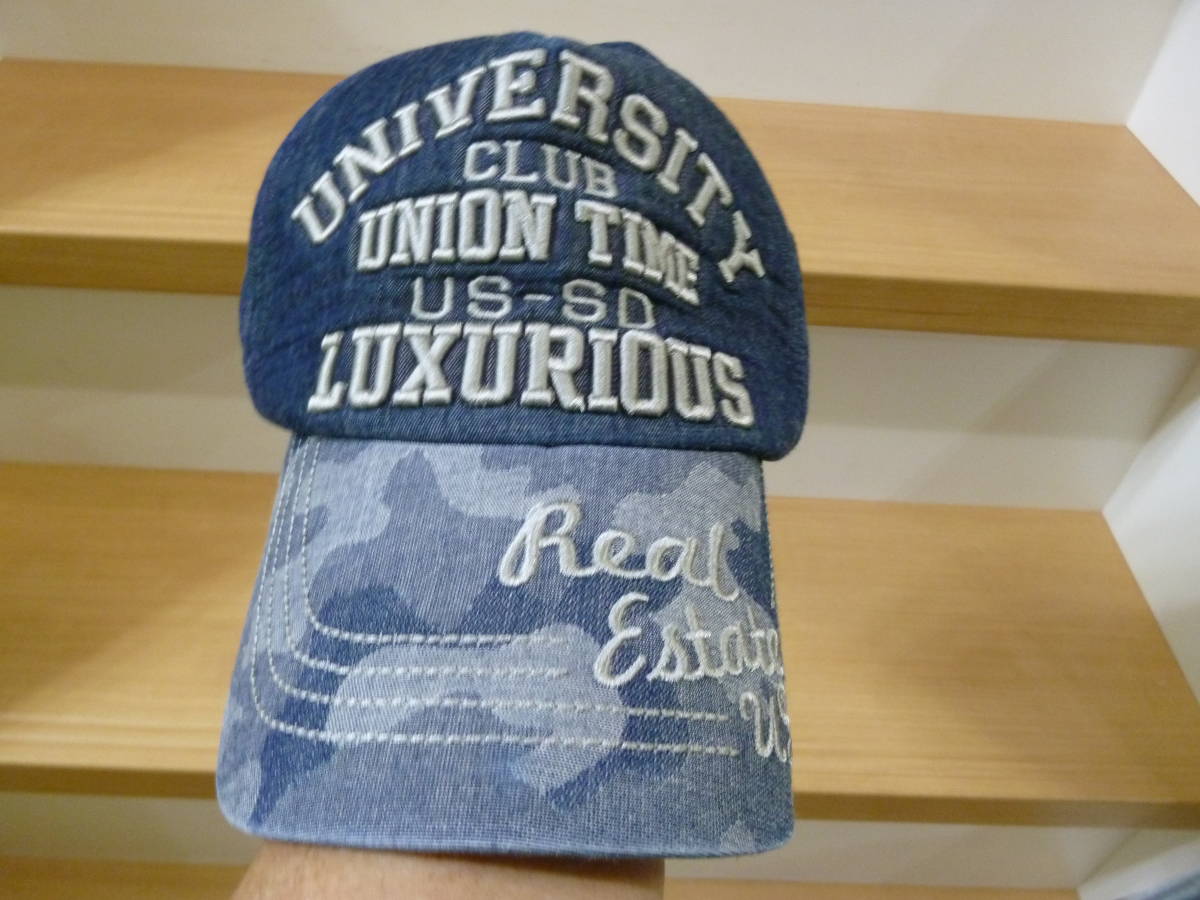 UNIVERSITY
CLUB
UNION TIME
US-SD
LUXURIOUS
Real
Estate